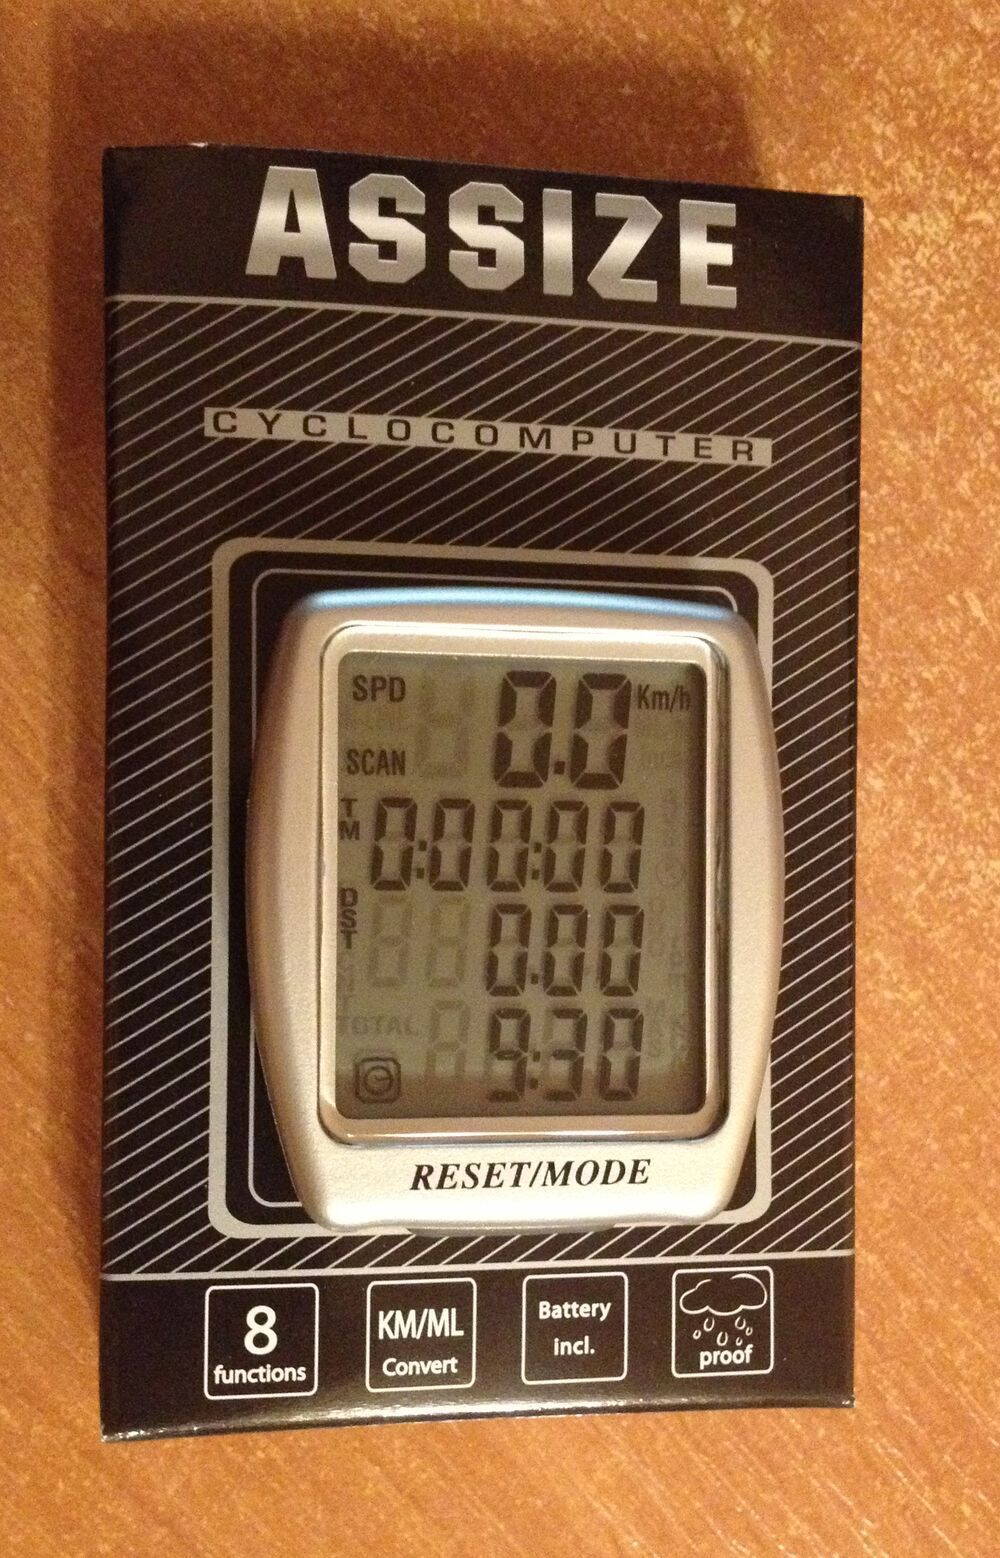 ASSIZE
CYCLOCOMPUTER
SPD 0.0 Km/h
SCAN
TM 0:00:00
DST 0.00
TOTAL
9:30
RESET/MODE
8 functions
KM/ML Convert
Battery incl.
proof